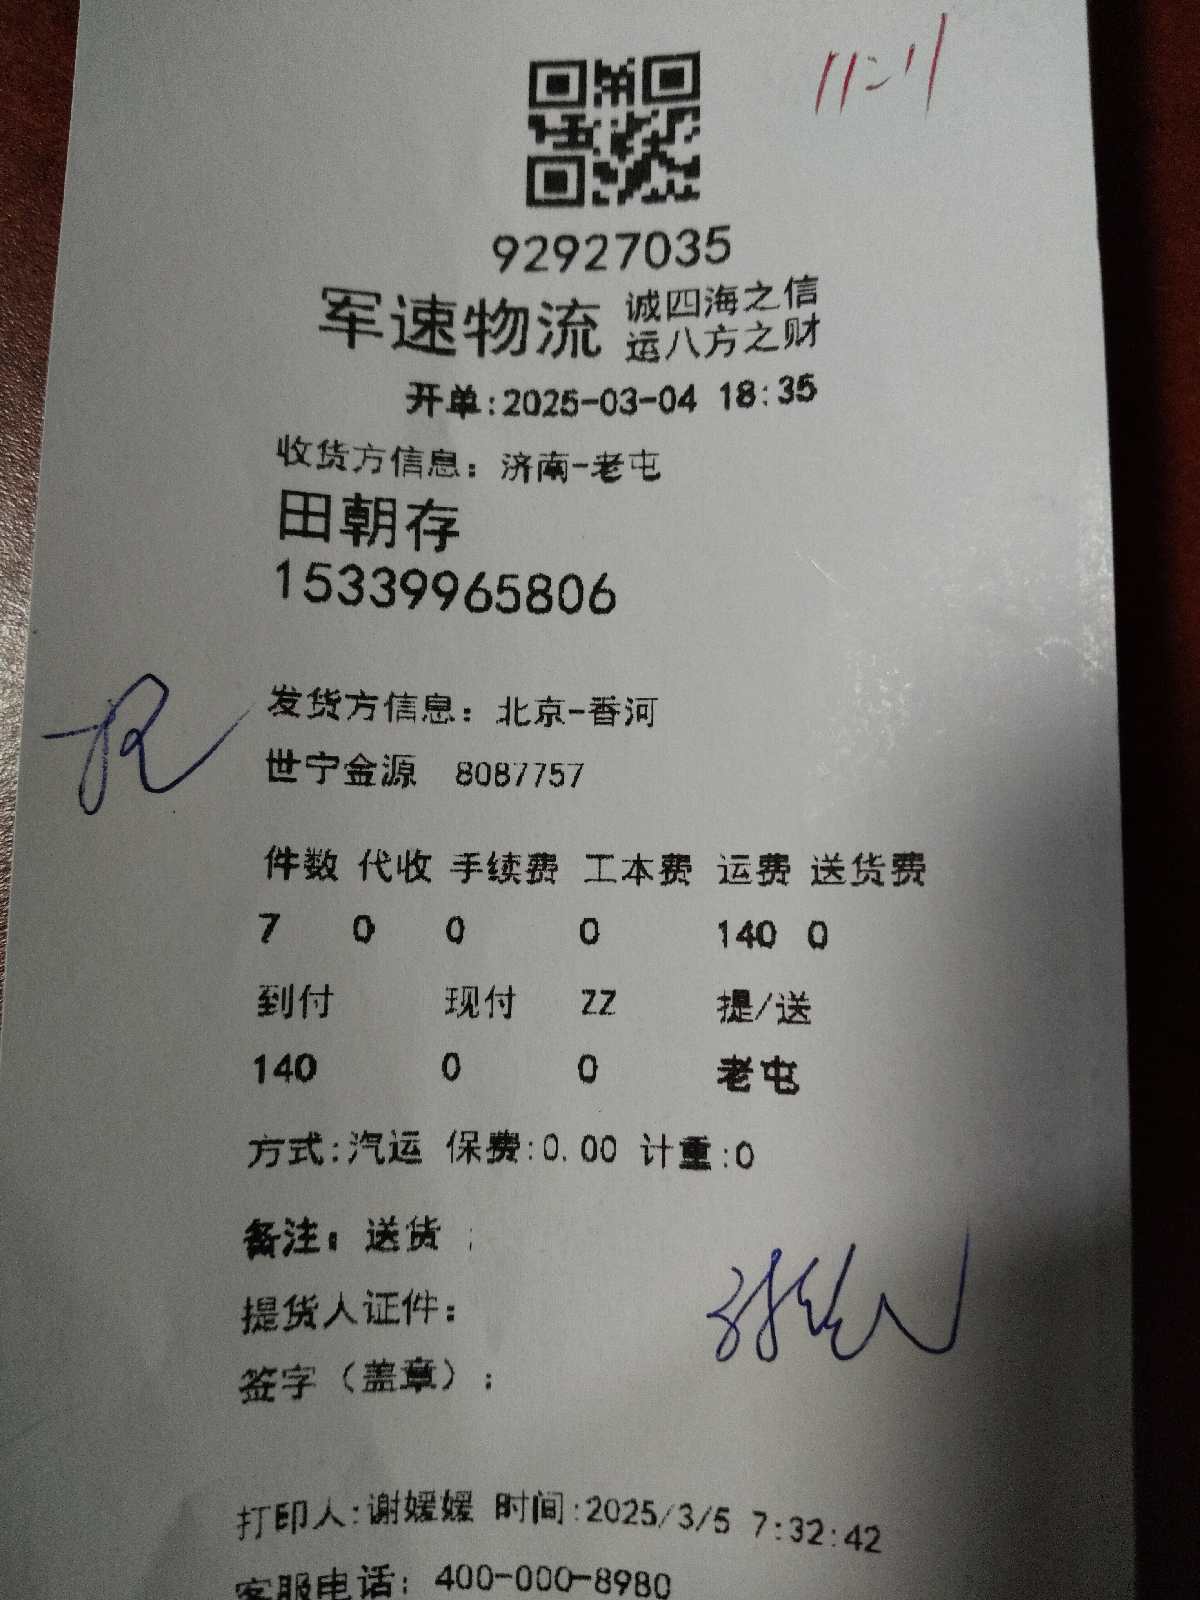 92927035
军速物流 诚四海之信
运八方之财
开单:2025-03-04 18:35
收货方信息: 济南-老屯
田朝存
15339965806
发货方信息: 北京-香河
世宁金源 8087757
件数 代收 手续费 工本费 运费 送货费
7 0 0 0 140 0
到付 现付 ZZ 提/送
140 0 0 老屯
方式:汽运 保费:0.00 计重:0
备注: 送货 ;
提货人证件:
签字（盖章）:
打印人:谢媛媛 时间:2025/3/5 7:32:42
客服电话: 400-000-8980